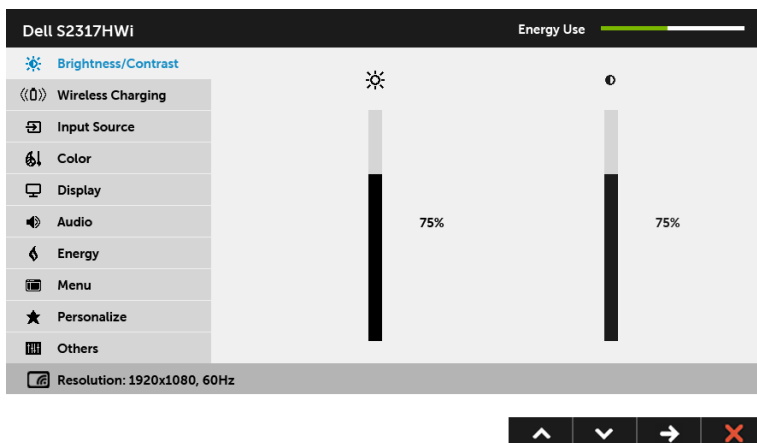 Dell S2317HWi Energy Use
Brightness/Contrast
Wireless Charging
Input Source
Color
Display
Audio
75% 75%
Energy
Menu
Personalize
Others
Resolution: 1920x1080, 60Hz